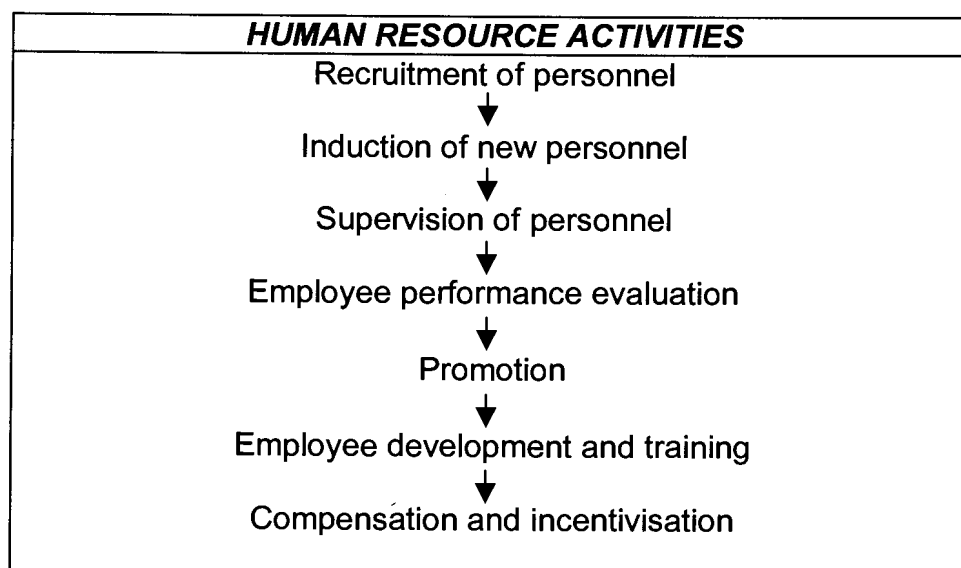 HUMAN RESOURCE ACTIVITIES
Recruitment of personnel
Induction of new personnel
Supervision of personnel
Employee performance evaluation
Promotion
Employee development and training
Compensation and incentivisation